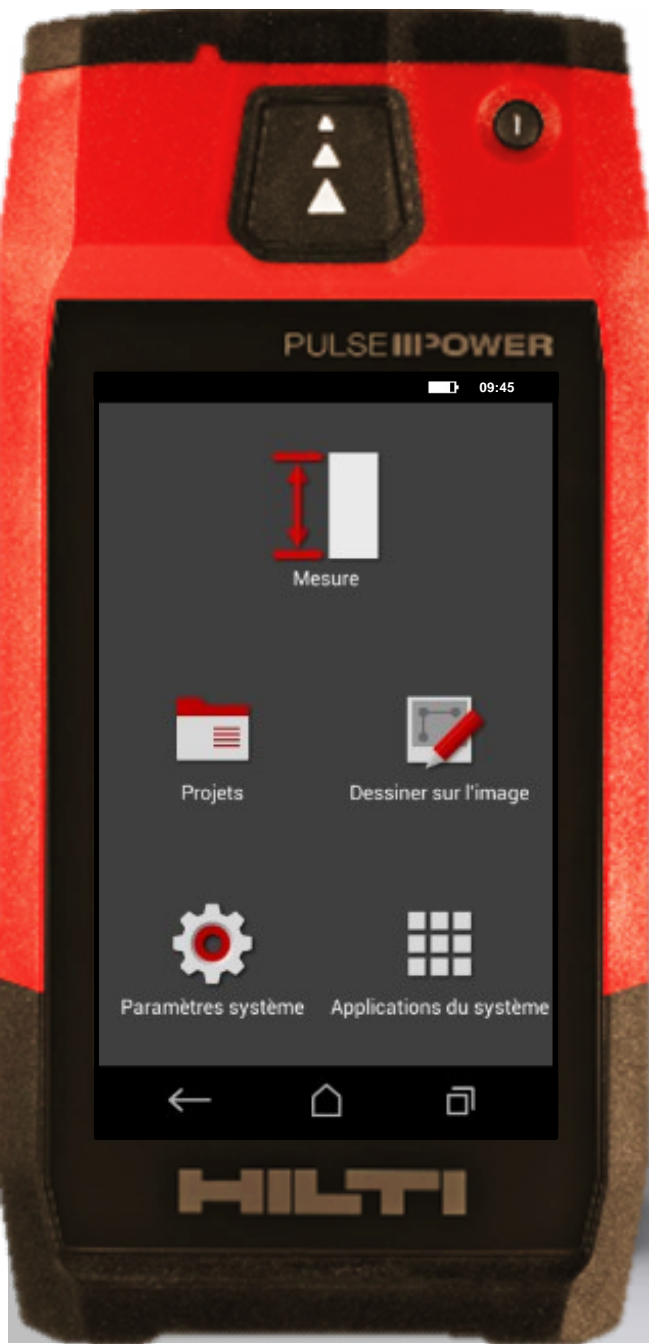 PULSE POWER
09:45
Mesure
Projets
Dessiner sur l'image
Paramètres système
Applications du système
HILTI